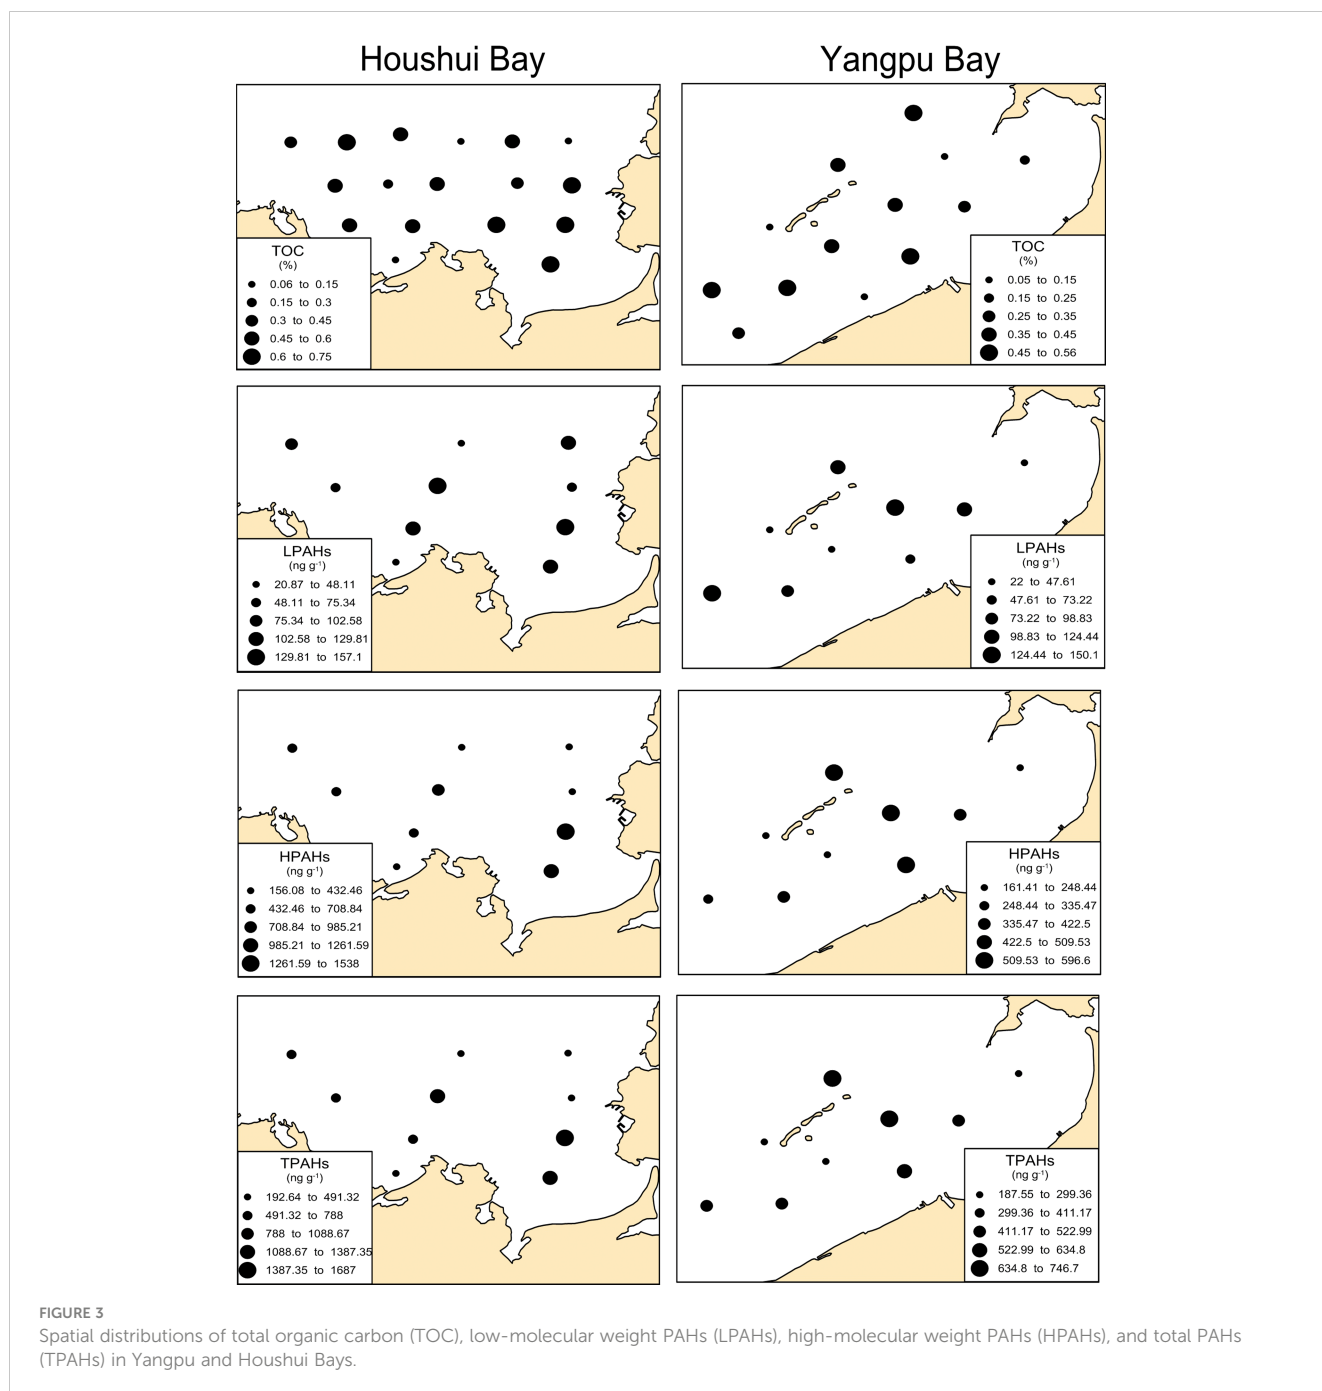 Houshui Bay
Yangpu Bay
TOC
(%)
0.06 to 0.15
0.15 to 0.3
0.3 to 0.45
0.45 to 0.6
0.6 to 0.75
TOC
(%)
0.05 to 0.15
0.15 to 0.25
0.25 to 0.35
0.35 to 0.45
0.45 to 0.56
LPAHs
(ng g⁻¹)
20.87 to 48.11
48.11 to 75.34
75.34 to 102.58
102.58 to 129.81
129.81 to 157.1
LPAHs
(ng g⁻¹)
22 to 47.61
47.61 to 73.22
73.22 to 98.83
98.83 to 124.44
124.44 to 150.1
HPAHs
(ng g⁻¹)
156.08 to 432.46
432.46 to 708.84
708.84 to 985.21
985.21 to 1261.59
1261.59 to 1538
HPAHs
(ng g⁻¹)
161.41 to 248.44
248.44 to 335.47
335.47 to 422.5
422.5 to 509.53
509.53 to 596.6
TPAHs
(ng g⁻¹)
192.64 to 491.32
491.32 to 788
788 to 1088.67
1088.67 to 1387.35
1387.35 to 1687
TPAHs
(ng g⁻¹)
187.55 to 299.36
299.36 to 411.17
411.17 to 522.99
522.99 to 634.8
634.8 to 746.7
FIGURE 3
Spatial distributions of total organic carbon (TOC), low-molecular weight PAHs (LPAHs), high-molecular weight PAHs (HPAHs), and total PAHs
(TPAHs) in Yangpu and Houshui Bays.